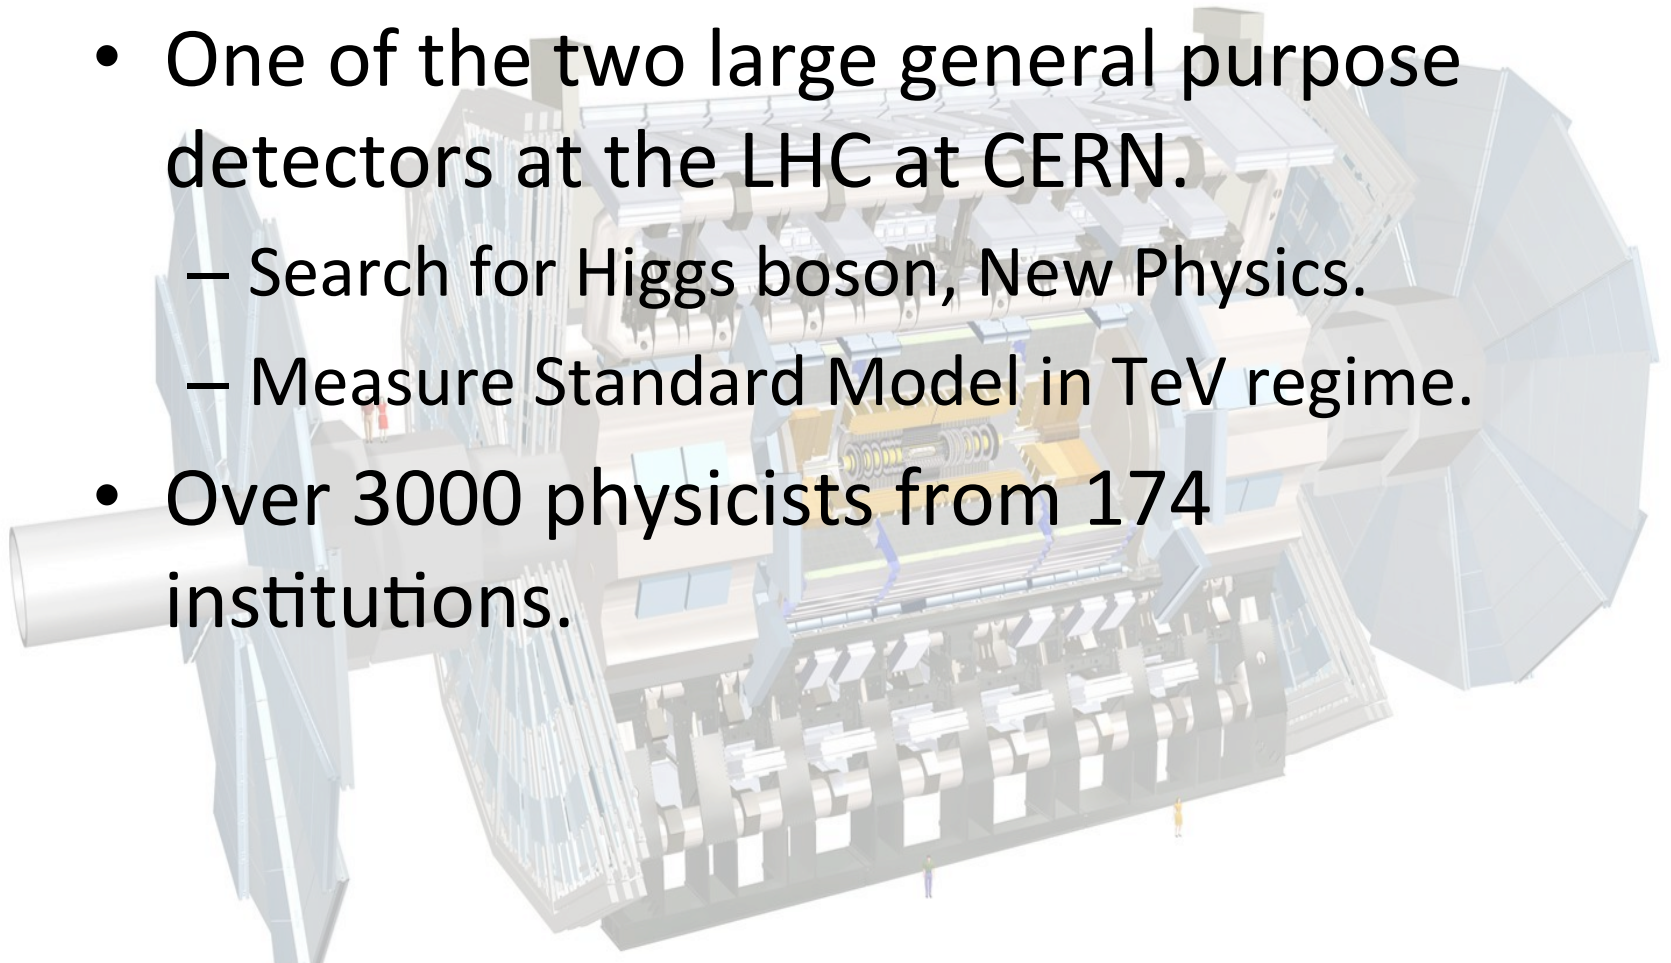 • One of the two large general purpose
detectors at the LHC at CERN.
– Search for Higgs boson, New Physics.
– Measure Standard Model in TeV regime.
• Over 3000 physicists from 174
institutions.